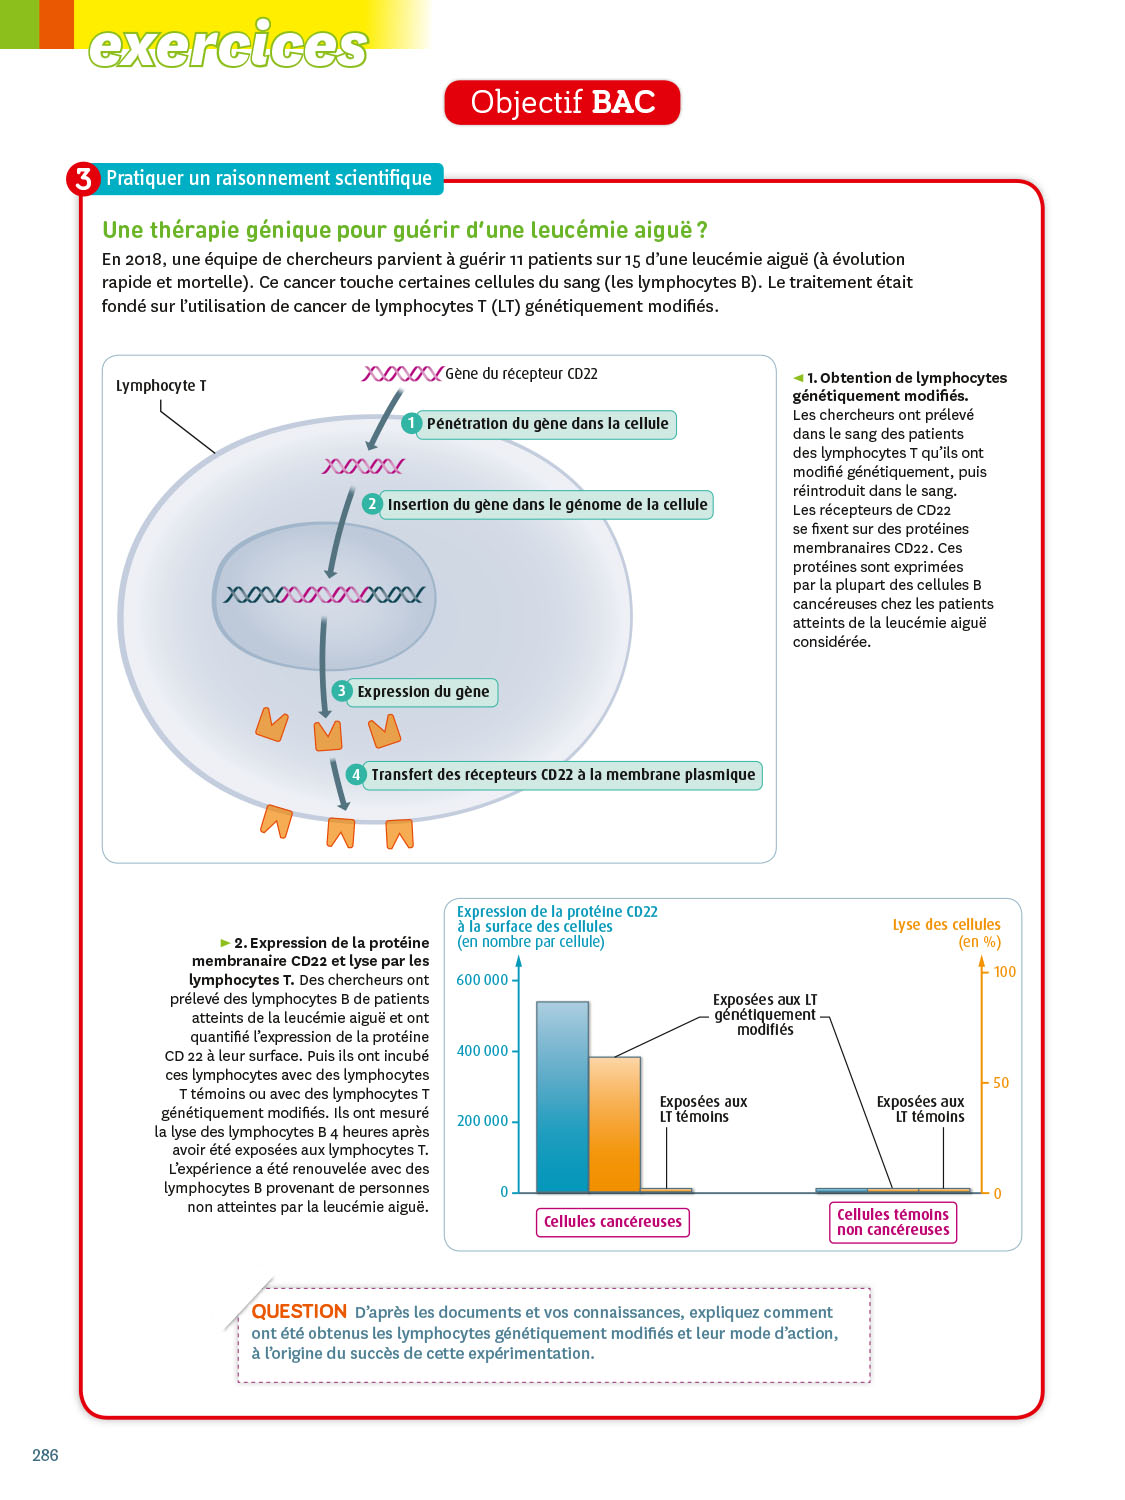 exercices
Objectif BAC
3 Pratiquer un raisonnement scientifique
Une thérapie génique pour guérir d'une leucémie aiguë ?
En 2018, une équipe de chercheurs parvient à guérir 11 patients sur 15 d'une leucémie aiguë (à évolution
rapide et mortelle). Ce cancer touche certaines cellules du sang (les lymphocytes B). Le traitement était
fondé sur l'utilisation de cancer de lymphocytes T (LT) génétiquement modifiés.
Gène du récepteur CD22
Lymphocyte T
1 Pénétration du gène dans la cellule
2 Insertion du gène dans le génome de la cellule
3 Expression du gène
4 Transfert des récepteurs CD22 à la membrane plasmique
◄ 1. Obtention de lymphocytes
génétiquement modifiés.
Les chercheurs ont prélevé
dans le sang des patients
des lymphocytes T qu'ils ont
modifié génétiquement, puis
réintroduit dans le sang.
Les récepteurs de CD22
se fixent sur des protéines
membranaires CD22. Ces
protéines sont exprimées
par la plupart des cellules B
cancéreuses chez les patients
atteints de la leucémie aiguë
considérée.
► 2. Expression de la protéine
membranaire CD22 et lyse par les
lymphocytes T. Des chercheurs ont
prélevé des lymphocytes B de patients
atteints de la leucémie aiguë et ont
quantifié l'expression de la protéine
CD 22 à leur surface. Puis ils ont incubé
ces lymphocytes avec des lymphocytes
T témoins ou avec des lymphocytes T
génétiquement modifiés. Ils ont mesuré
la lyse des lymphocytes B 4 heures après
avoir été exposées aux lymphocytes T.
L'expérience a été renouvelée avec des
lymphocytes B provenant de personnes
non atteintes par la leucémie aiguë.
Expression de la protéine CD22
à la surface des cellules
(en nombre par cellule)
600 000
400 000
200 000
0
Lyse des cellules
(en %)
100
50
0
Exposées aux LT
génétiquement
modifiés
Exposées aux
LT témoins
Exposées aux
LT témoins
Cellules cancéreuses
Cellules témoins
non cancéreuses
QUESTION D'après les documents et vos connaissances, expliquez comment
ont été obtenus les lymphocytes génétiquement modifiés et leur mode d'action,
à l'origine du succès de cette expérimentation.
286